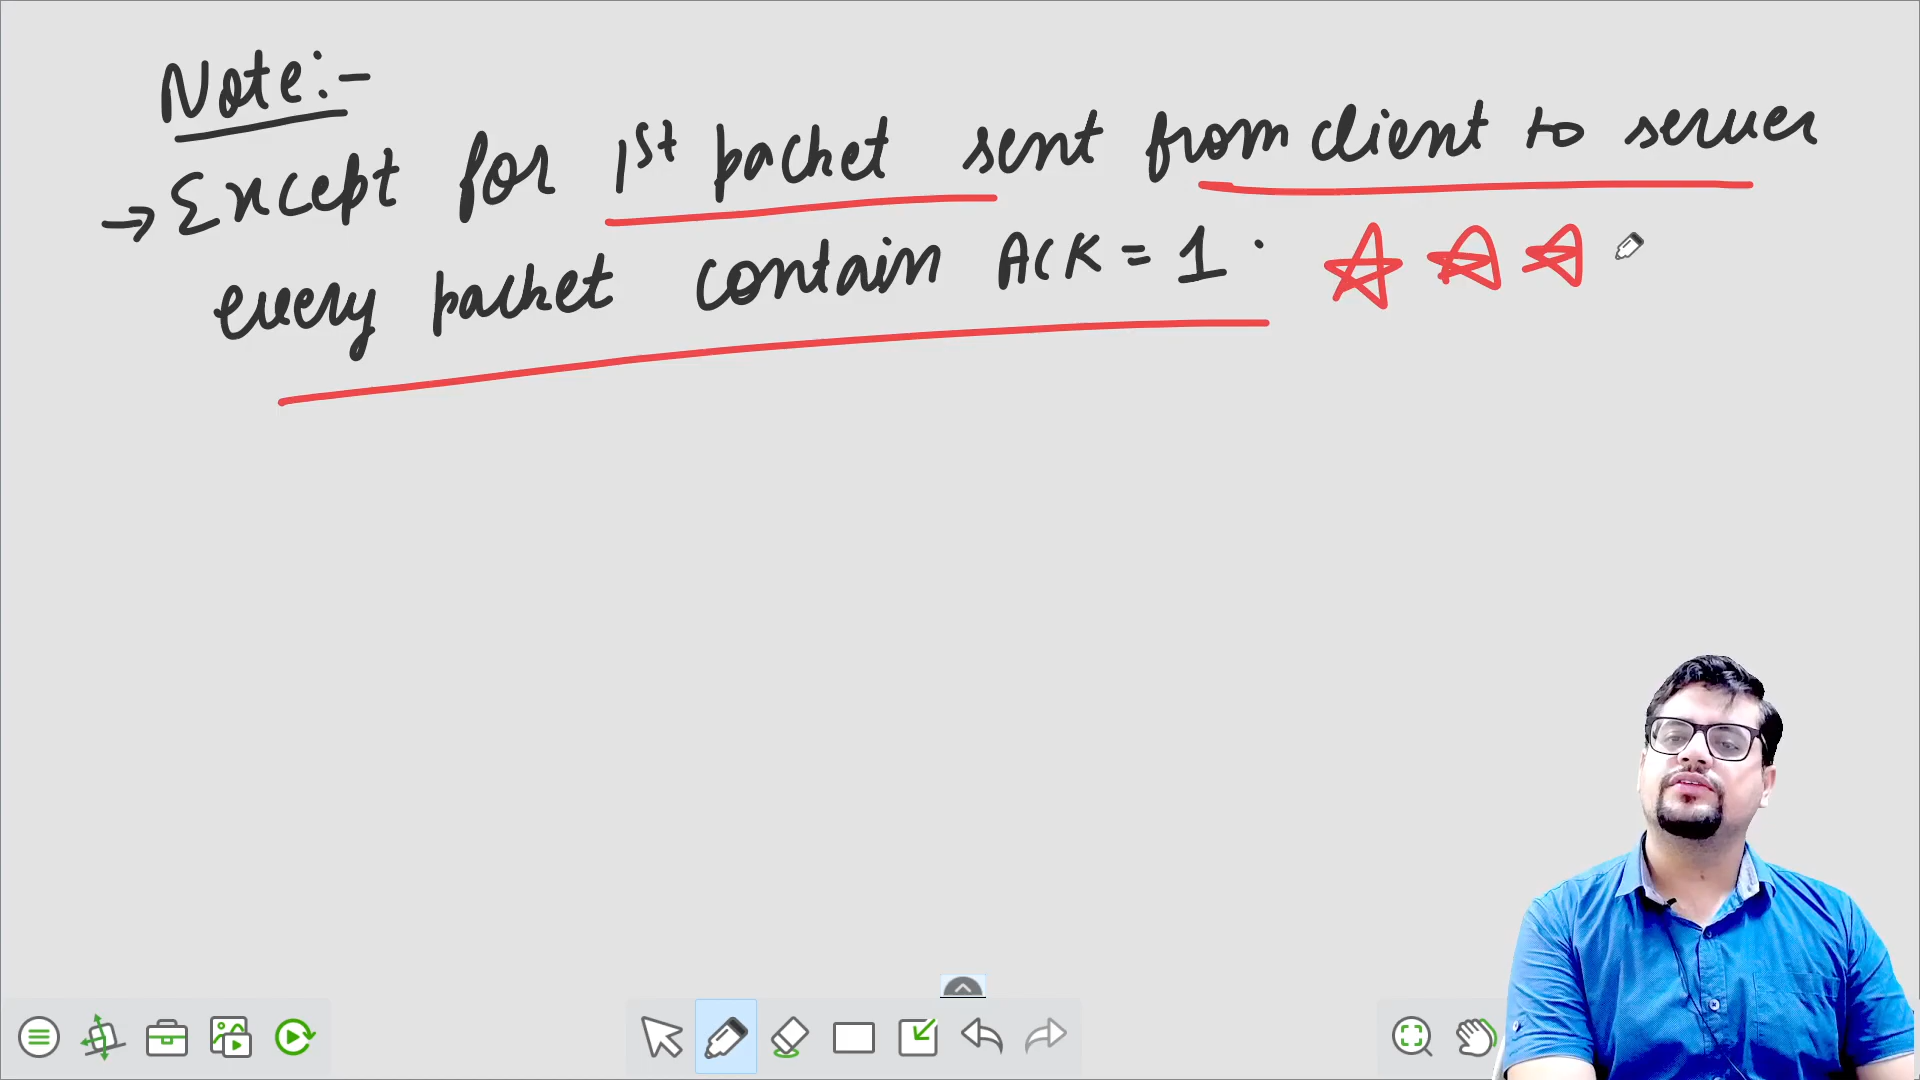 Note:-
→ Except for 1st packet sent from client to server
every packet contain ACK = 1.